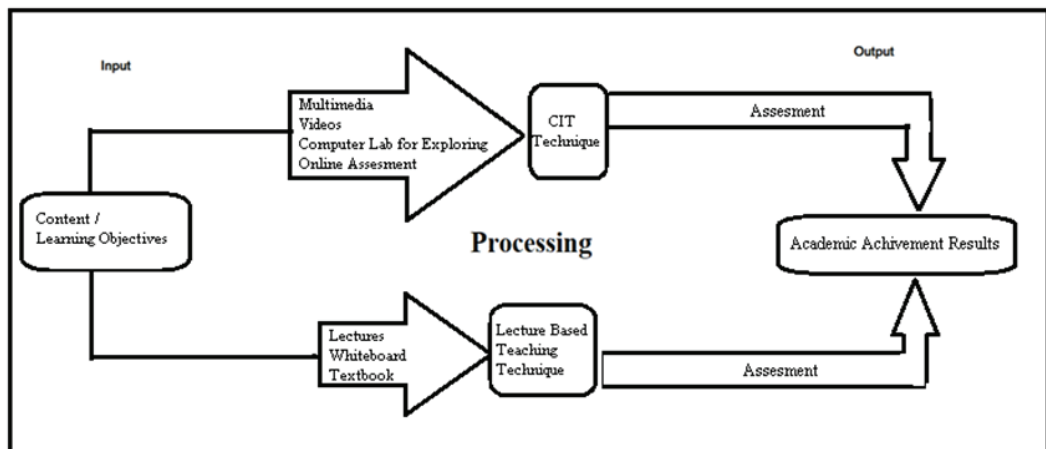 Input
Output
Multimedia
Videos
Computer Lab for Exploring
Online Assesment
CIT
Technique
Assesment
Content /
Learning Objectives
Processing
Academic Achivement Results
Lectures
Whiteboard
Textbook
Lecture Based
Teaching
Technique
Assesment